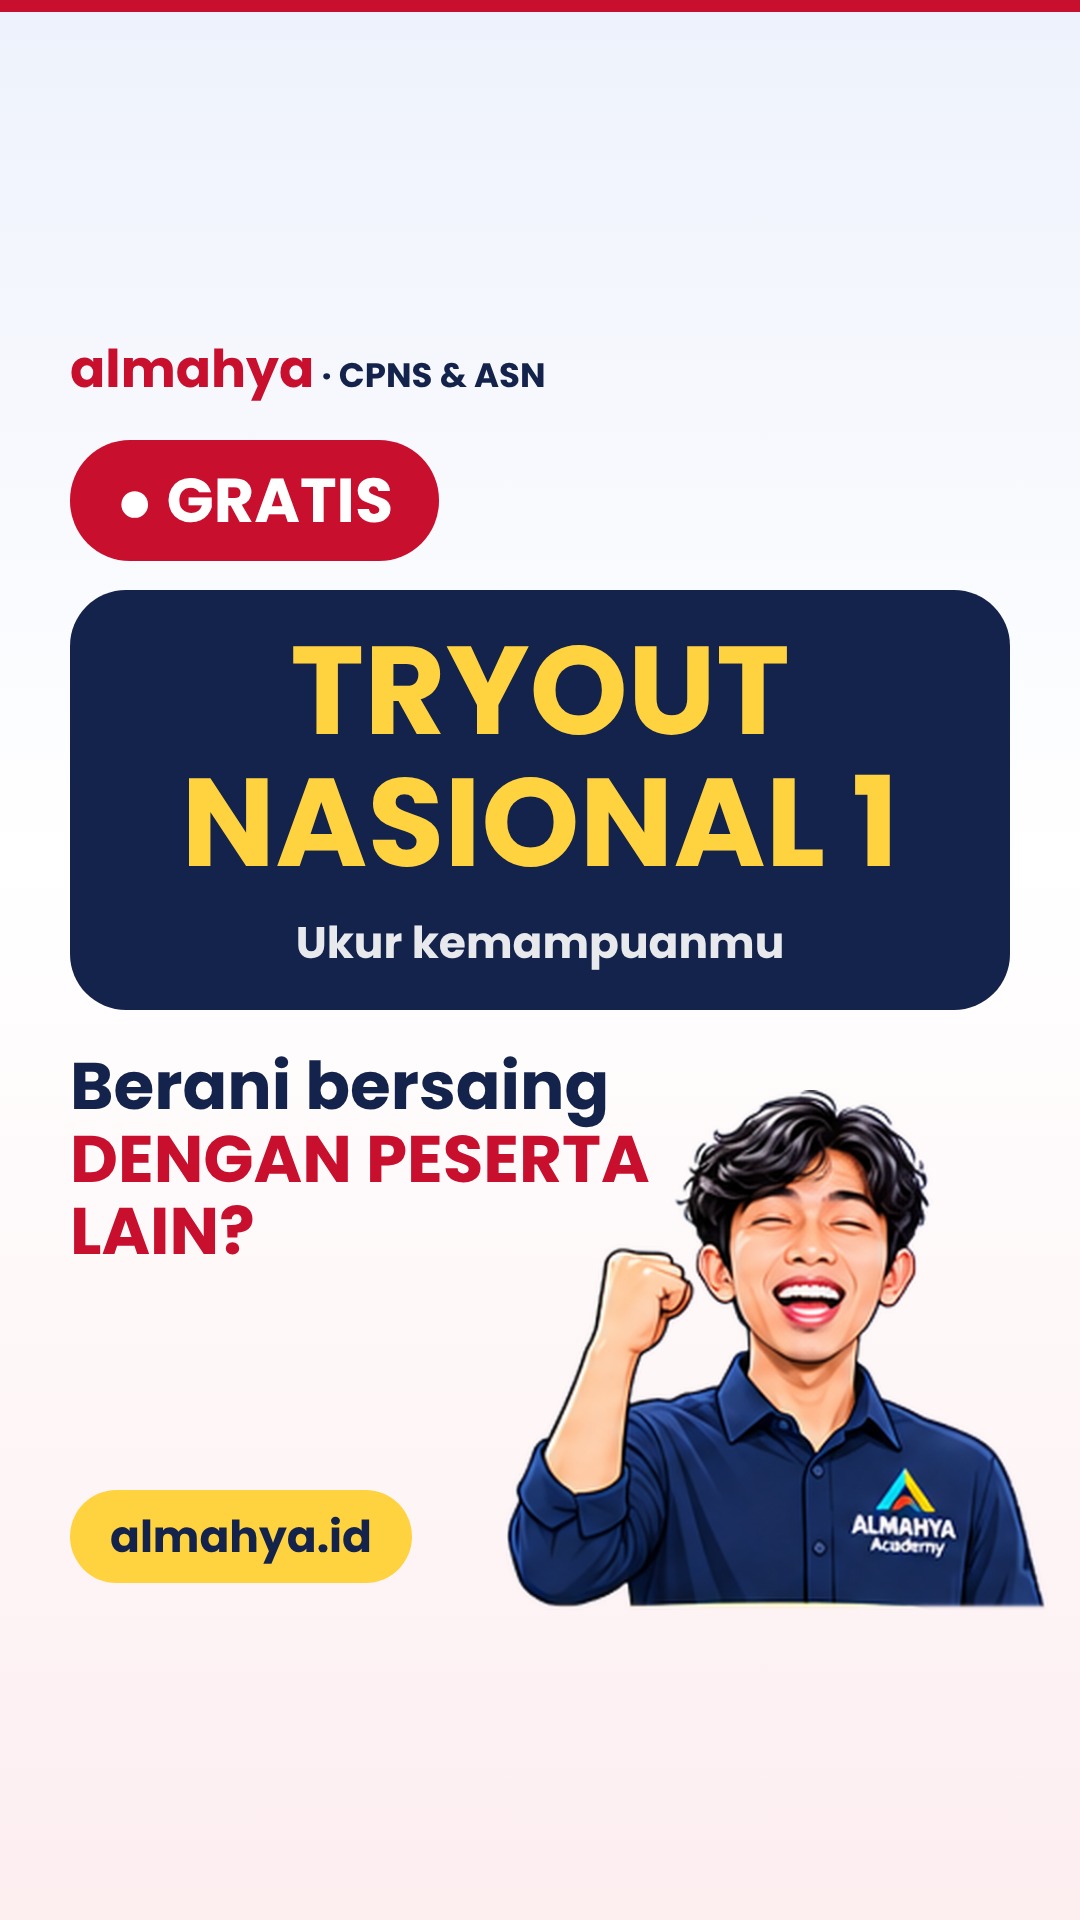 almahya · CPNS & ASN
● GRATIS
TRYOUT
NASIONAL 1
Ukur kemampuanmu
Berani bersaing
DENGAN PESERTA
LAIN?
ALMAHYA
Academy
almahya.id